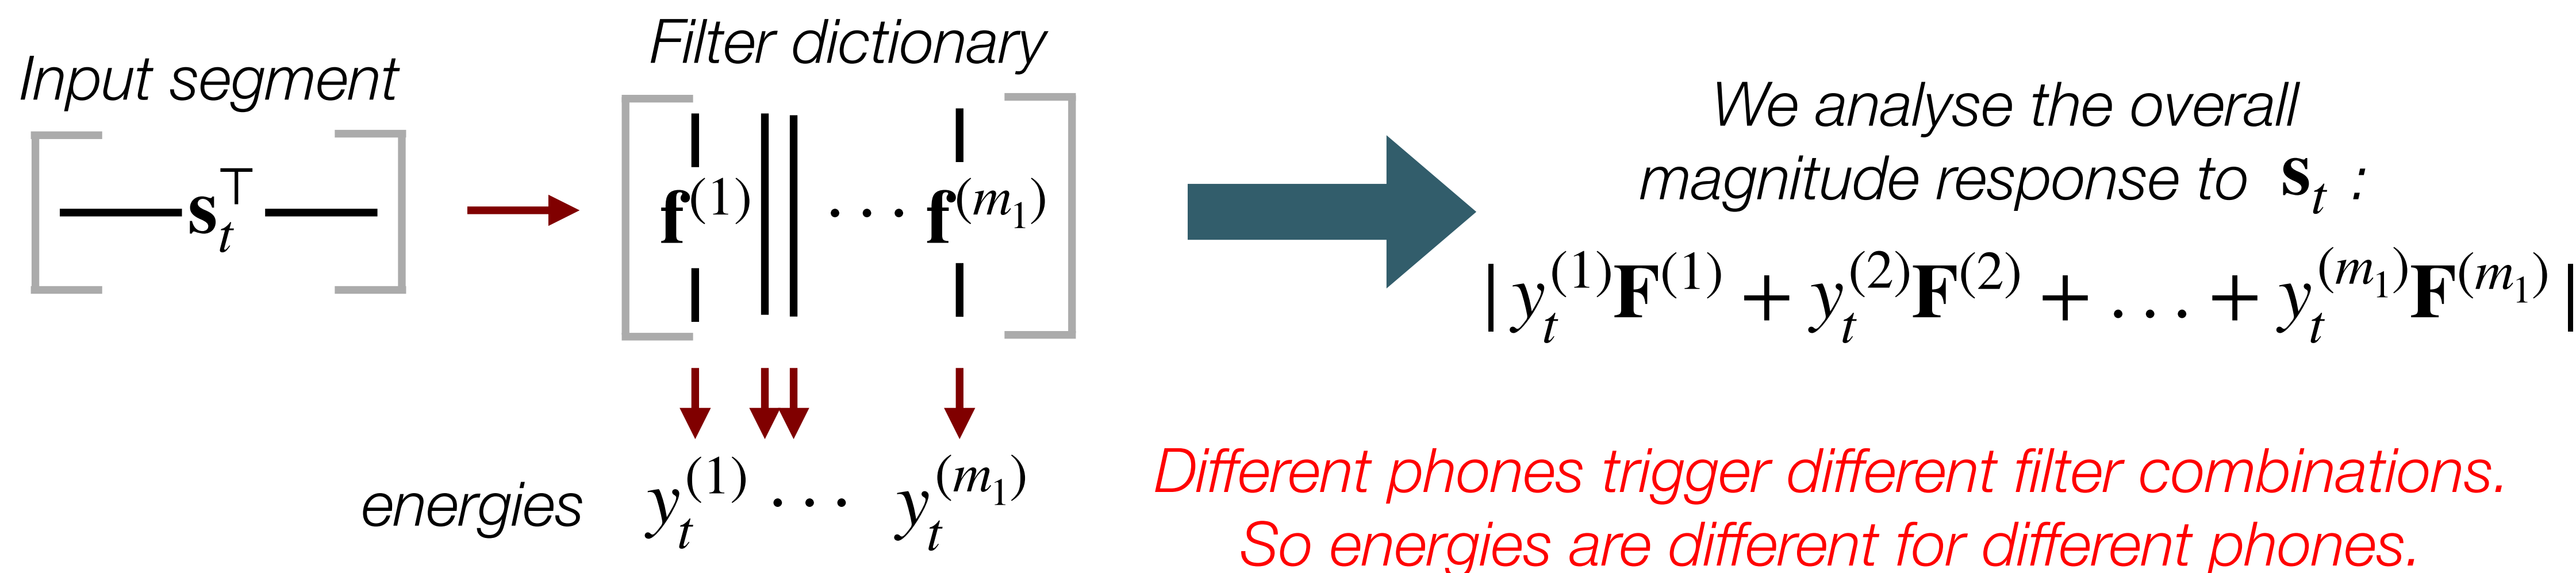 Input segment
s_t^⊤
Filter dictionary
f^(1) ⋯ f^(m_1)
energies y_t^(1) ⋯ y_t^(m_1)
We analyse the overall
magnitude response to s_t :
| y_t^(1) F^(1) + y_t^(2) F^(2) + … + y_t^(m_1) F^(m_1) |
Different phones trigger different filter combinations.
So energies are different for different phones.